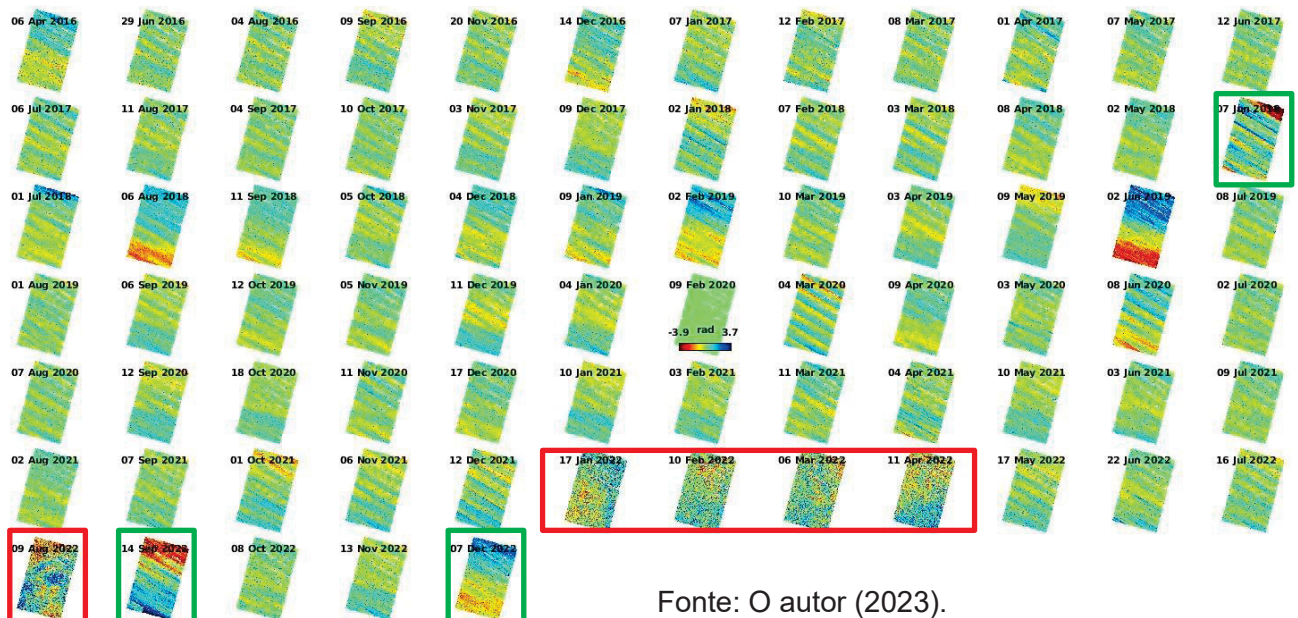 06 Apr 2016 29 Jun 2016 04 Aug 2016 09 Sep 2016 20 Nov 2016 14 Dec 2016 07 Jan 2017 12 Feb 2017 08 Mar 2017 01 Apr 2017 07 May 2017 12 Jun 2017
06 Jul 2017 11 Aug 2017 04 Sep 2017 10 Oct 2017 03 Nov 2017 09 Dec 2017 02 Jan 2018 07 Feb 2018 03 Mar 2018 08 Apr 2018 02 May 2018 07 Jun 2018
01 Jul 2018 06 Aug 2018 11 Sep 2018 05 Oct 2018 04 Dec 2018 09 Jan 2019 02 Feb 2019 10 Mar 2019 03 Apr 2019 09 May 2019 02 Jun 2019 08 Jul 2019
01 Aug 2019 06 Sep 2019 12 Oct 2019 05 Nov 2019 11 Dec 2019 04 Jan 2020 09 Feb 2020 04 Mar 2020 09 Apr 2020 03 May 2020 08 Jun 2020 02 Jul 2020
-3.9 rad 3.7
07 Aug 2020 12 Sep 2020 18 Oct 2020 11 Nov 2020 17 Dec 2020 10 Jan 2021 03 Feb 2021 11 Mar 2021 04 Apr 2021 10 May 2021 03 Jun 2021 09 Jul 2021
02 Aug 2021 07 Sep 2021 01 Oct 2021 06 Nov 2021 12 Dec 2021 17 Jan 2022 10 Feb 2022 06 Mar 2022 11 Apr 2022 17 May 2022 22 Jun 2022 16 Jul 2022
09 Aug 2022 14 Sep 2022 08 Oct 2022 13 Nov 2022 07 Dec 2022
Fonte: O autor (2023).